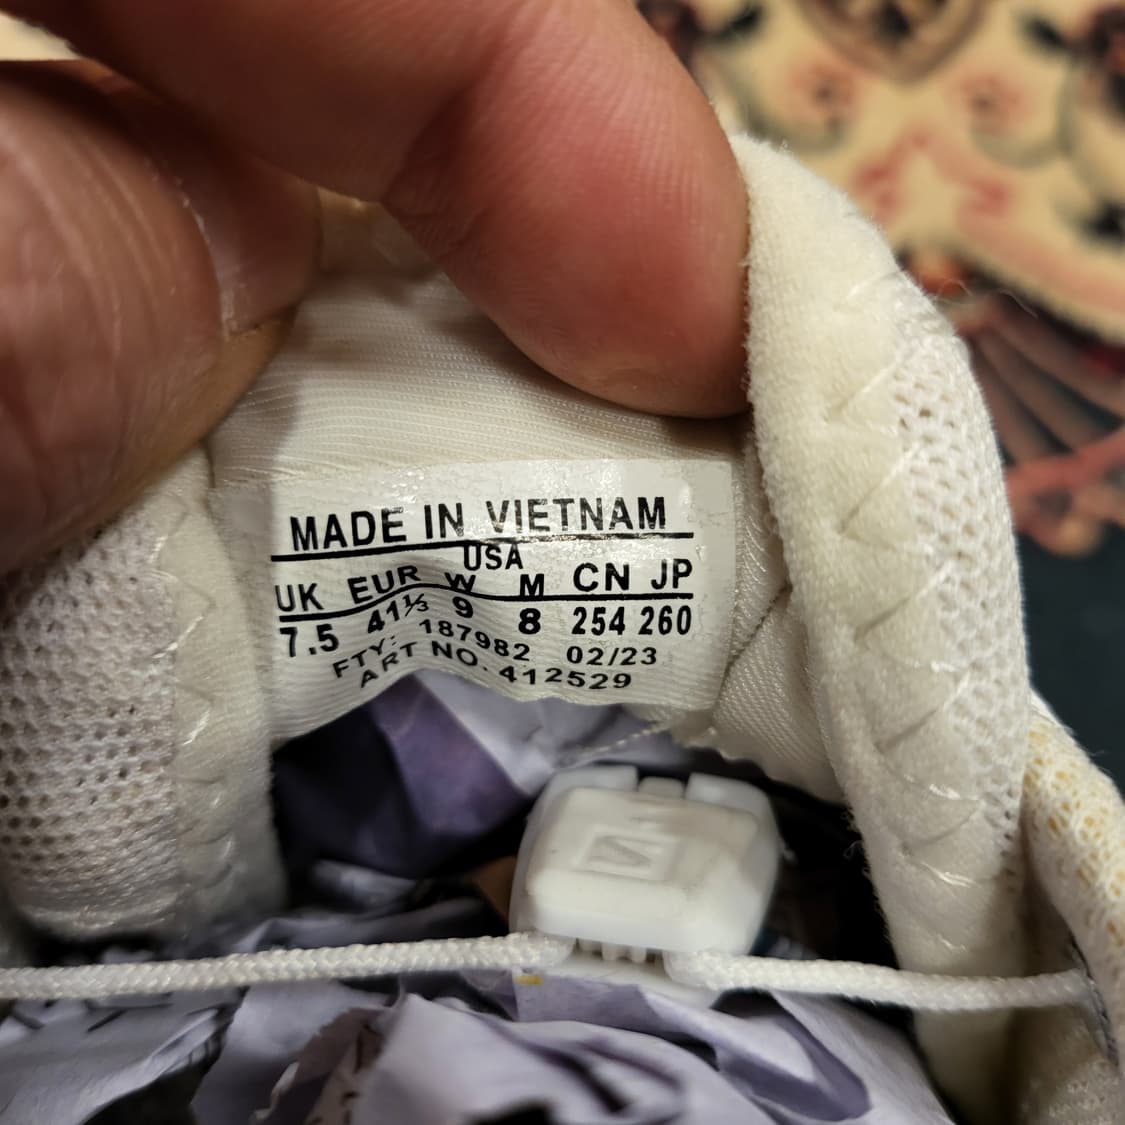 MADE IN VIETNAM
USA
UK EUR W M CN JP
7.5 41⅓ 9 8 254 260
FTY: 187982 02/23
ART NO. 412529